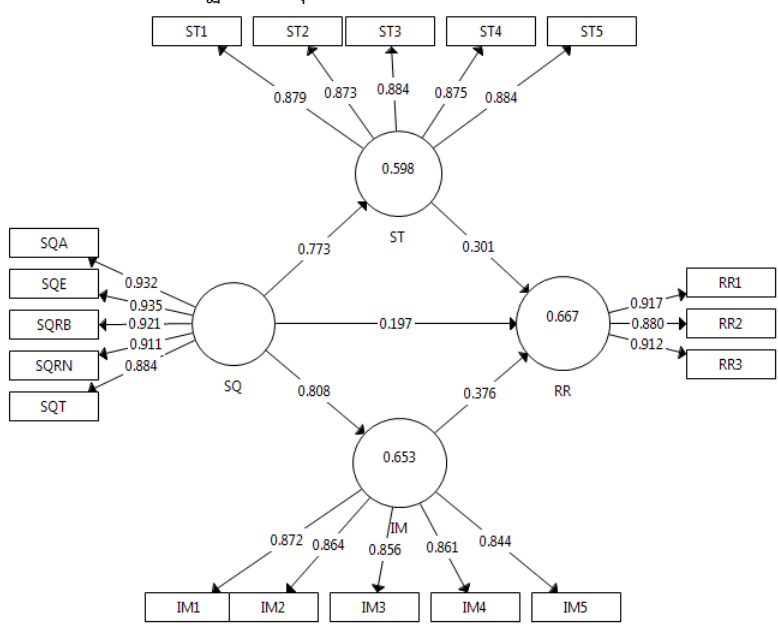 ST1 ST2 ST3 ST4 ST5
0.879 0.873 0.884 0.875 0.884
0.598
ST
SQA
SQE
SQRB
SQRN
SQT
0.932
0.935
0.921
0.911
0.884
SQ
0.773
0.197
0.808
0.301
0.376
0.667
RR
0.917
0.880
0.912
RR1
RR2
RR3
0.653
IM
0.872 0.864 0.856 0.861 0.844
IM1 IM2 IM3 IM4 IM5